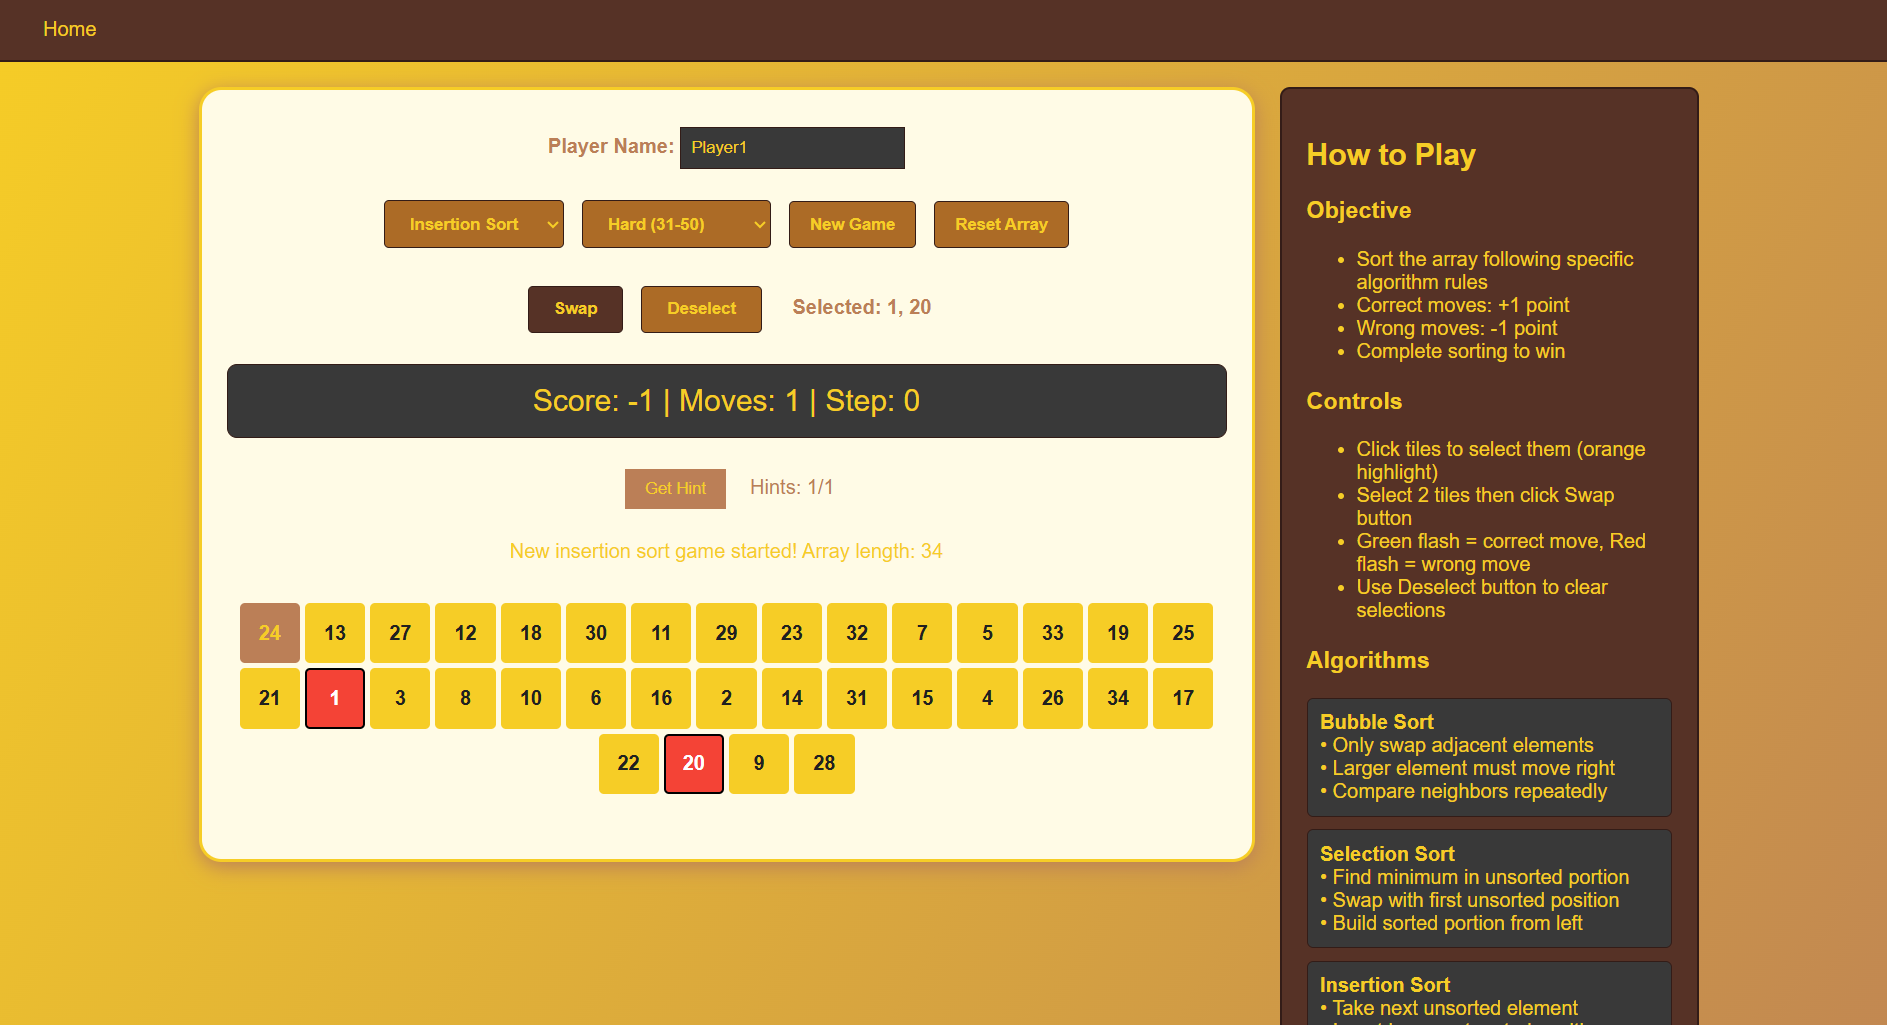 Home
Player Name: Player1
Insertion Sort Hard (31-50) New Game Reset Array
Swap Deselect Selected: 1, 20
Score: -1 | Moves: 1 | Step: 0
Get Hint Hints: 1/1
New insertion sort game started! Array length: 34
24 13 27 12 18 30 11 29 23 32 7 5 33 19 25
21 1 3 8 10 6 16 2 14 31 15 4 26 34 17
22 20 9 28
How to Play
Objective
• Sort the array following specific
algorithm rules
• Correct moves: +1 point
• Wrong moves: -1 point
• Complete sorting to win
Controls
• Click tiles to select them (orange
highlight)
• Select 2 tiles then click Swap
button
• Green flash = correct move, Red
flash = wrong move
• Use Deselect button to clear
selections
Algorithms
Bubble Sort
• Only swap adjacent elements
• Larger element must move right
• Compare neighbors repeatedly
Selection Sort
• Find minimum in unsorted portion
• Swap with first unsorted position
• Build sorted portion from left
Insertion Sort
• Take next unsorted element